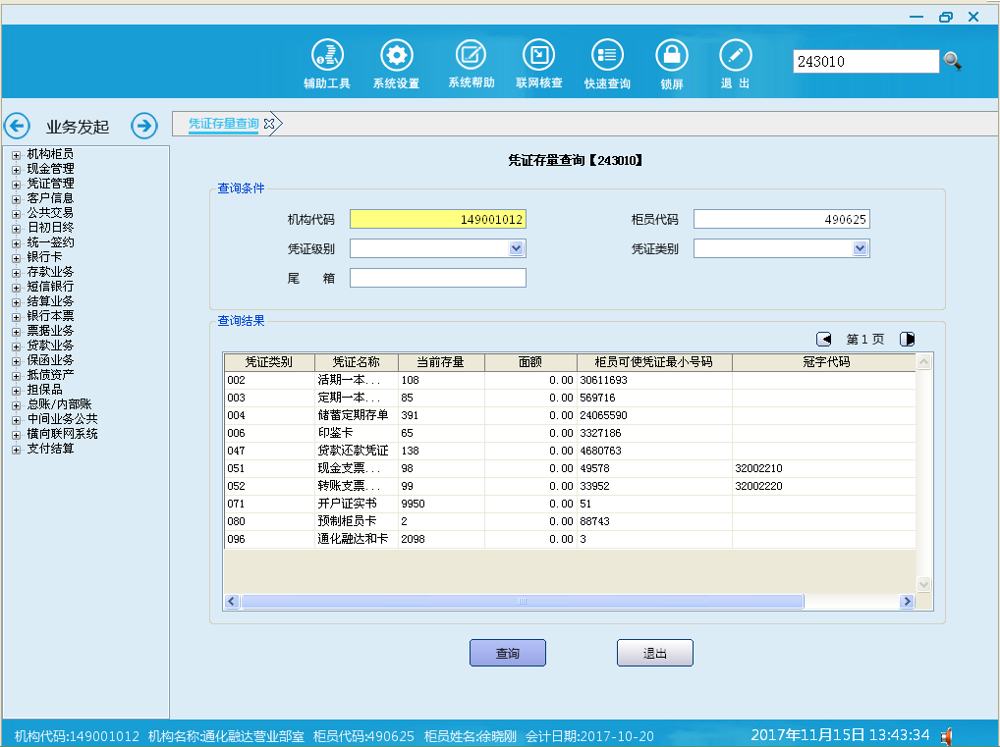 辅助工具 系统设置 系统帮助 联网核查 快速查询 锁屏 退 出 243010
业务发起
凭证存量查询
机构柜员
现金管理
凭证管理
客户信息
公共交易
日初日终
统一签约
银行卡
存款业务
短信银行
结算业务
银行本票
票据业务
贷款业务
保函业务
抵债资产
担保品
总账/内部账
中间业务公共
横向联网系统
支付结算
凭证存量查询【243010】
查询条件
机构代码 149001012 柜员代码 490625
凭证级别 凭证类别
尾 箱
查询结果
第 1 页
凭证类别 凭证名称 当前存量 面额 柜员可使凭证最小号码 冠字代码
002 活期一本... 108 0.00 30611693
003 定期一本... 85 0.00 569716
004 储蓄定期存单 391 0.00 24065590
006 印鉴卡 65 0.00 3327186
047 贷款还款凭证 138 0.00 4680763
051 现金支票... 98 0.00 49578 32002210
052 转账支票... 99 0.00 33952 32002220
071 开户证实书 9950 0.00 51
080 预制柜员卡 2 0.00 88743
096 通化融达和卡 2098 0.00 3
查询 退出
机构代码:149001012 机构名称:通化融达营业部室 柜员代码:490625 柜员姓名:徐晓刚 会计日期:2017-10-20 2017年11月15日 13:43:34